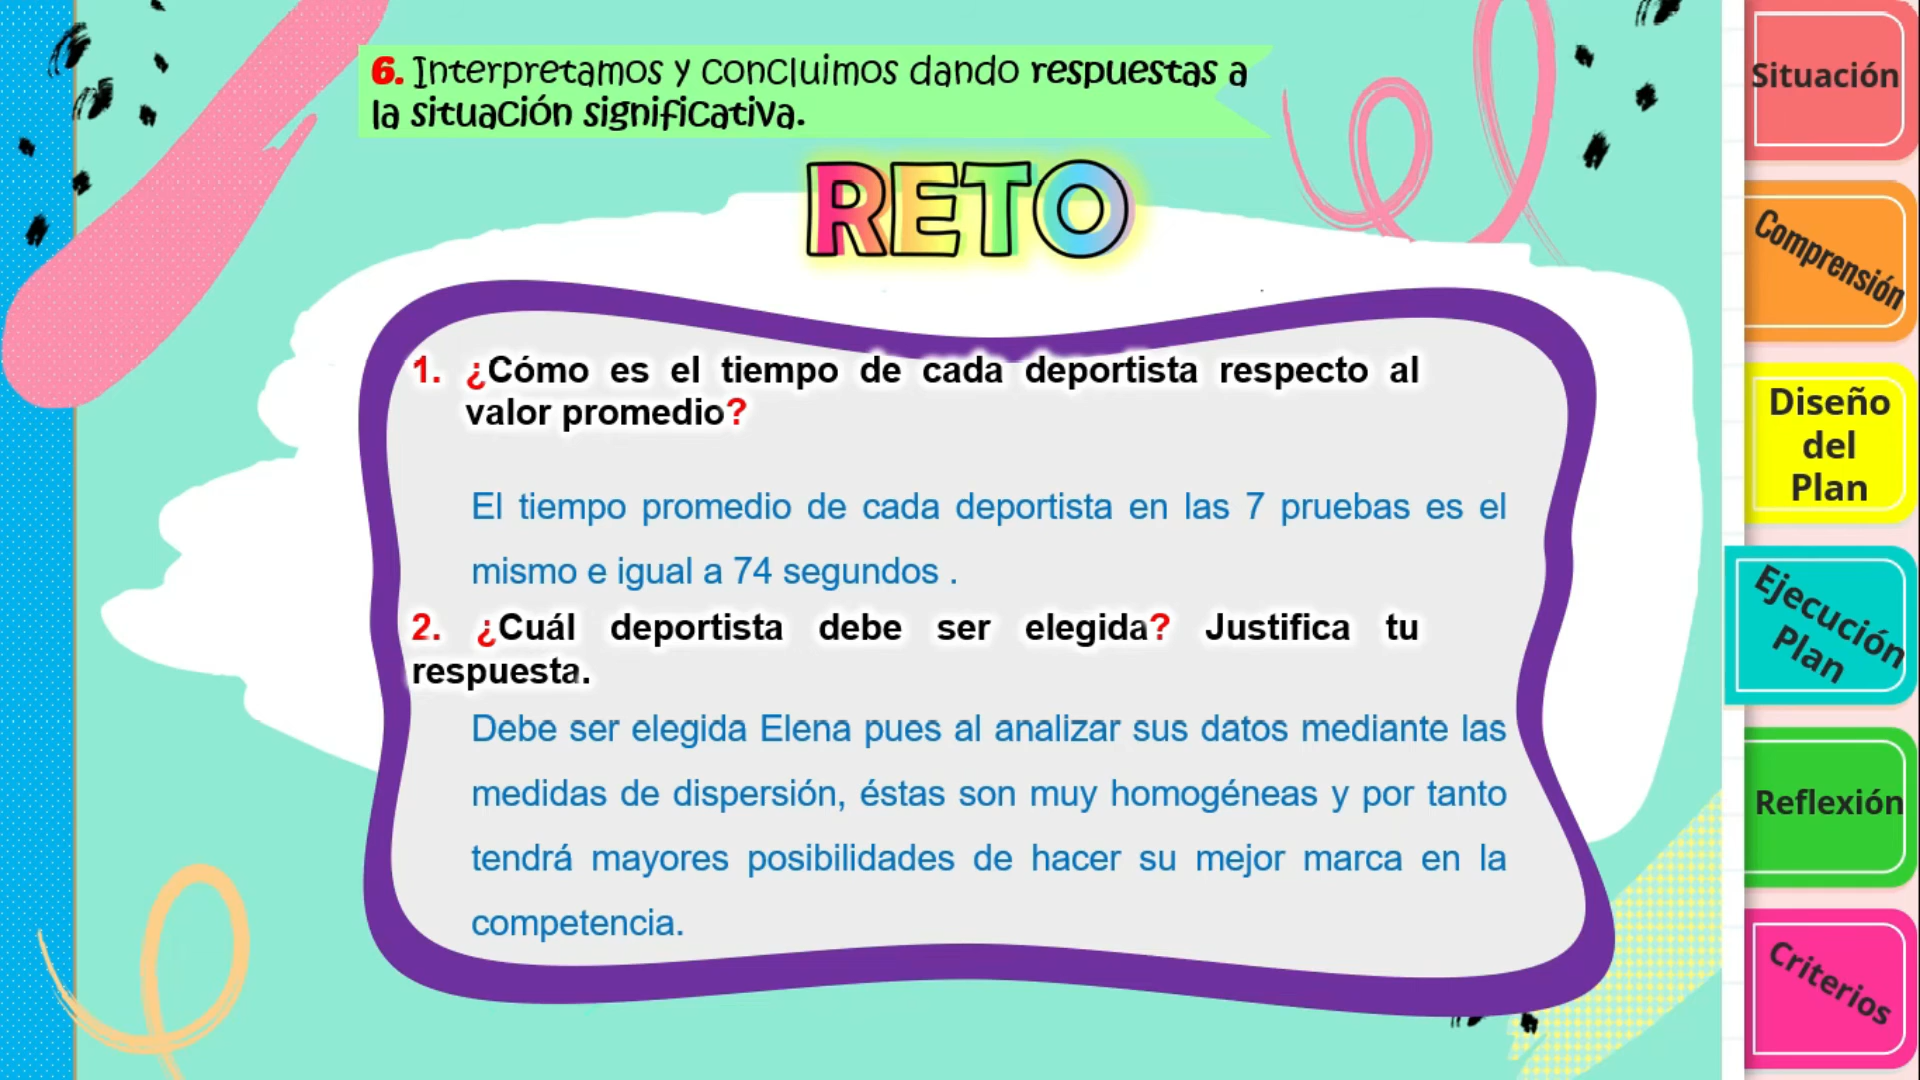 6. Interpretamos y concluimos dando respuestas a
la situación significativa.
RETO
1. ¿Cómo es el tiempo de cada deportista respecto al
valor promedio?
El tiempo promedio de cada deportista en las 7 pruebas es el
mismo e igual a 74 segundos .
2. ¿Cuál deportista debe ser elegida? Justifica tu
respuesta.
Debe ser elegida Elena pues al analizar sus datos mediante las
medidas de dispersión, éstas son muy homogéneas y por tanto
tendrá mayores posibilidades de hacer su mejor marca en la
competencia.
Situación
Comprensión
Diseño
del
Plan
Ejecución
Plan
Reflexión
Criterios